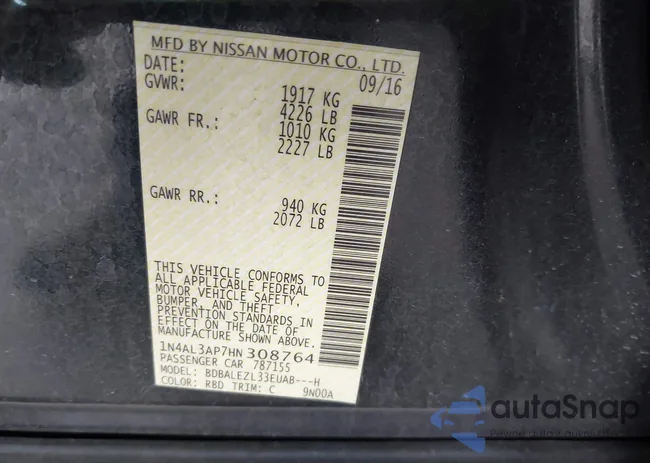 MFD BY NISSAN MOTOR CO., LTD.
DATE: 09/16
GVWR: 1917 KG
4226 LB
GAWR FR.: 1010 KG
2227 LB
GAWR RR.: 940 KG
2072 LB
THIS VEHICLE CONFORMS TO
ALL APPLICABLE FEDERAL
MOTOR VEHICLE SAFETY,
BUMPER, AND THEFT
PREVENTION STANDARDS IN
EFFECT ON THE DATE OF
MANUFACTURE SHOWN ABOVE.
1N4AL3AP7HN308764
PASSENGER CAR 787155
MODEL: BDBALEZL33EUAB---H
COLOR: RBD TRIM: C 9N00A
autaSnap